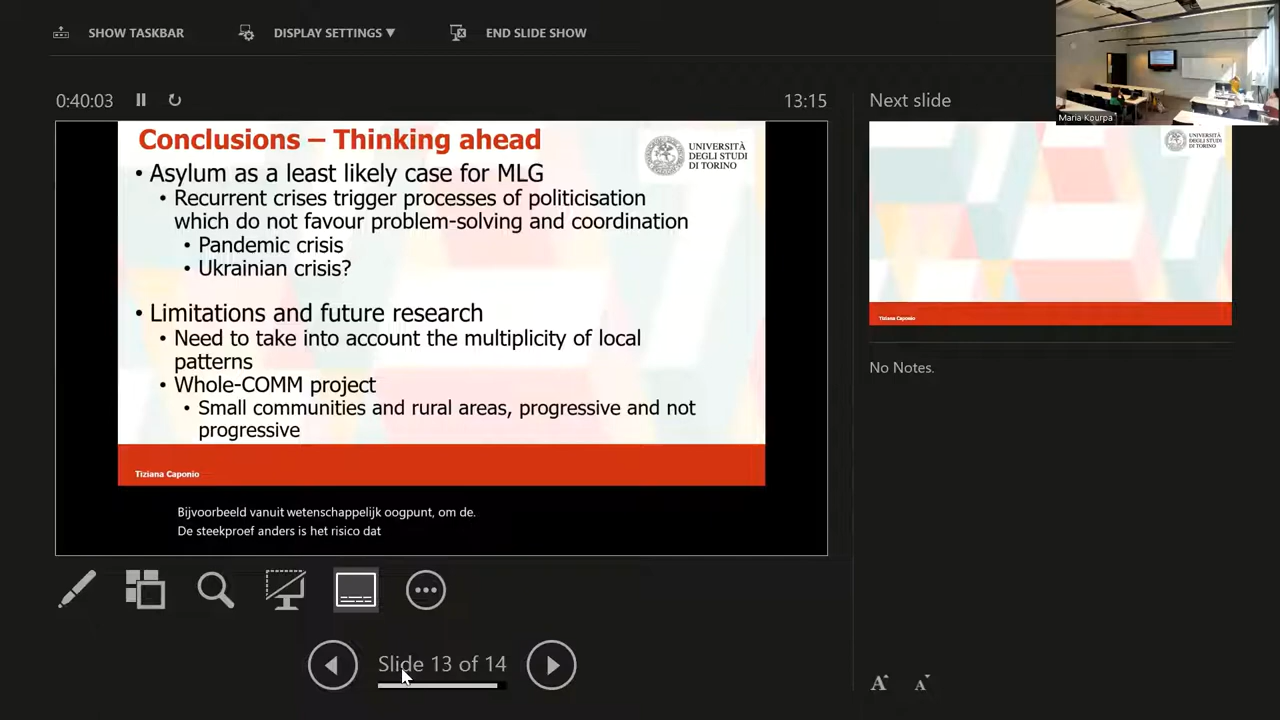 SHOW TASKBAR
DISPLAY SETTINGS ▼
END SLIDE SHOW
Maria Kourpa
0:40:03
13:15
Next slide
Conclusions – Thinking ahead
UNIVERSITÀ
DEGLI STUDI
DI TORINO
• Asylum as a least likely case for MLG
• Recurrent crises trigger processes of politicisation
which do not favour problem-solving and coordination
• Pandemic crisis
• Ukrainian crisis?
• Limitations and future research
• Need to take into account the multiplicity of local
patterns
• Whole-COMM project
• Small communities and rural areas, progressive and not
progressive
Tiziana Caponio
Bijvoorbeeld vanuit wetenschappelijk oogpunt, om de.
De steekproef anders is het risico dat
UNIVERSITÀ
DEGLI STUDI
DI TORINO
Tiziana Caponio
No Notes.
Slide 13 of 14
A
A